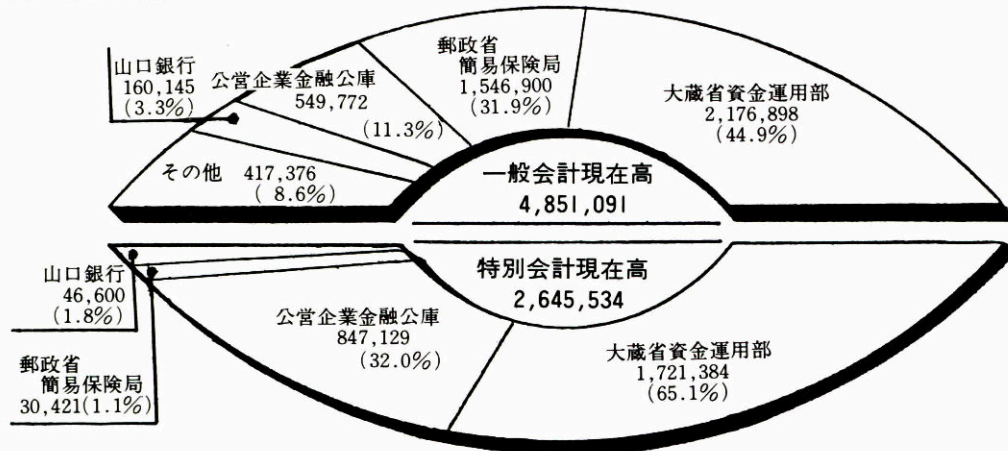 山口銀行
160,145
(3.3%)
公営企業金融公庫
549,772
(11.3%)
郵政省
簡易保険局
1,546,900
(31.9%)
大蔵省資金運用部
2,176,898
(44.9%)
その他 417,376
( 8.6%)
一般会計現在高
4,851,091
特別会計現在高
2,645,534
山口銀行
46,600
(1.8%)
郵政省
簡易保険局
30,421(1.1%)
公営企業金融公庫
847,129
(32.0%)
大蔵省資金運用部
1,721,384
(65.1%)